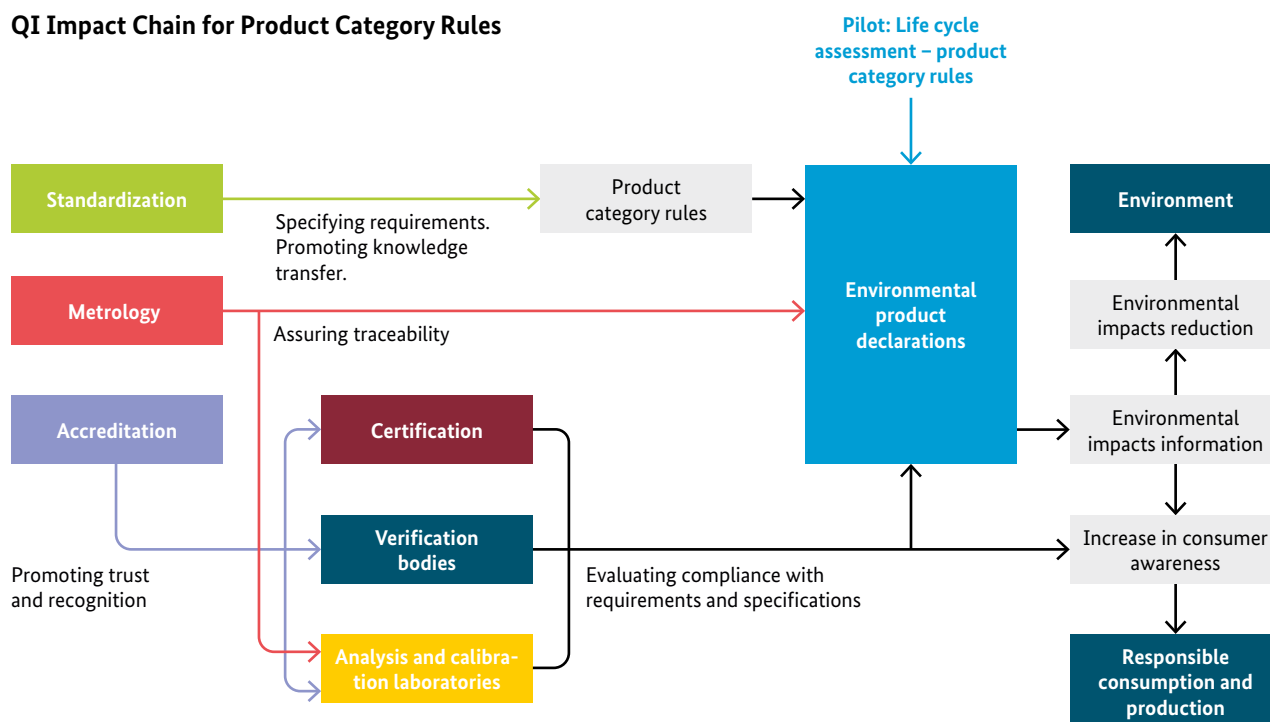 QI Impact Chain for Product Category Rules
Pilot: Life cycle
assessment – product
category rules
Standardization
Specifying requirements.
Promoting knowledge
transfer.
Product
category rules
Environment
Metrology
Assuring traceability
Environmental
product
declarations
Environmental
impacts reduction
Accreditation
Certification
Environmental
impacts information
Promoting trust
and recognition
Verification
bodies
Evaluating compliance with
requirements and specifications
Increase in consumer
awareness
Analysis and calibra-
tion laboratories
Responsible
consumption and
production